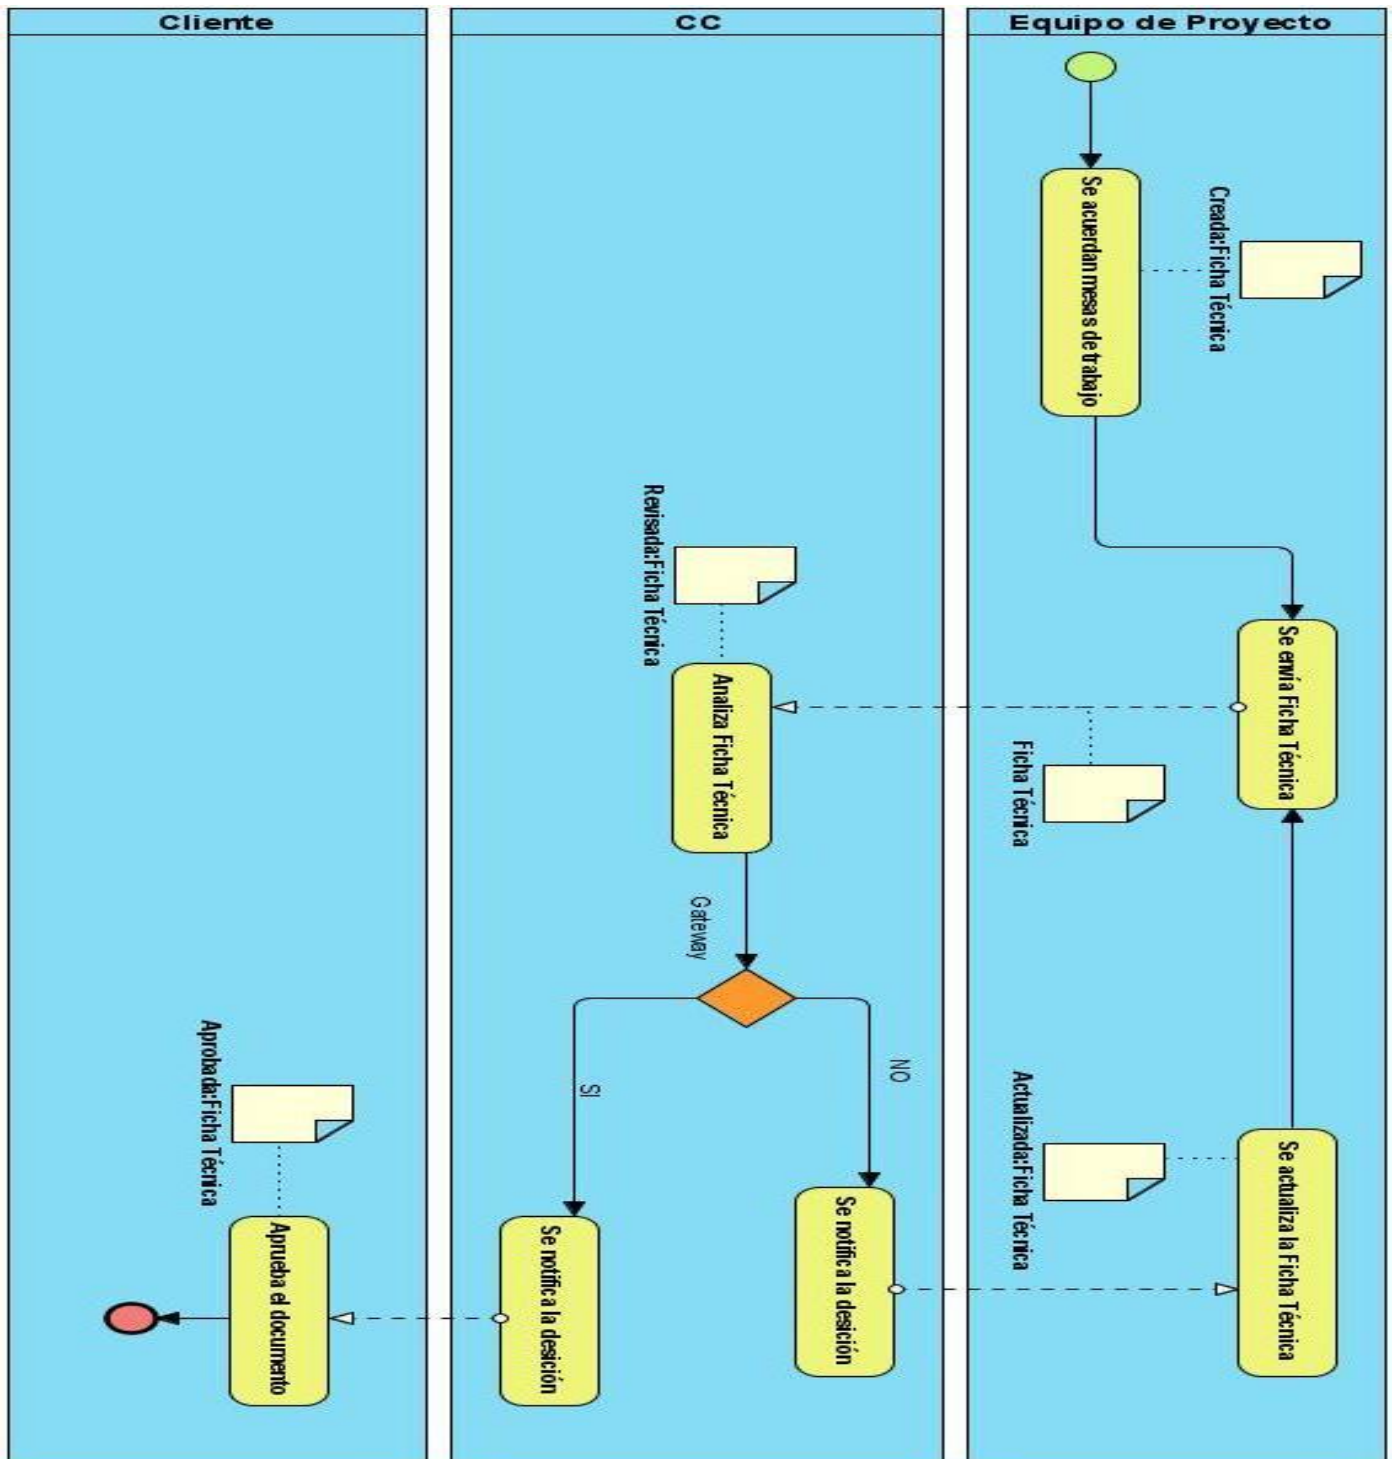 Cliente
CC
Equipo de Proyecto
Se acuerdan mesas de trabajo
Creada:Ficha Técnica
Se envía Ficha Técnica
Ficha Técnica
Revisada:Ficha Técnica
Analiza Ficha Técnica
Gateway
NO
SI
Se notifica la desición
Se notifica la desición
Actualizada:Ficha Técnica
Se actualiza la Ficha Técnica
Aprobada:Ficha Técnica
Aprueba el documento